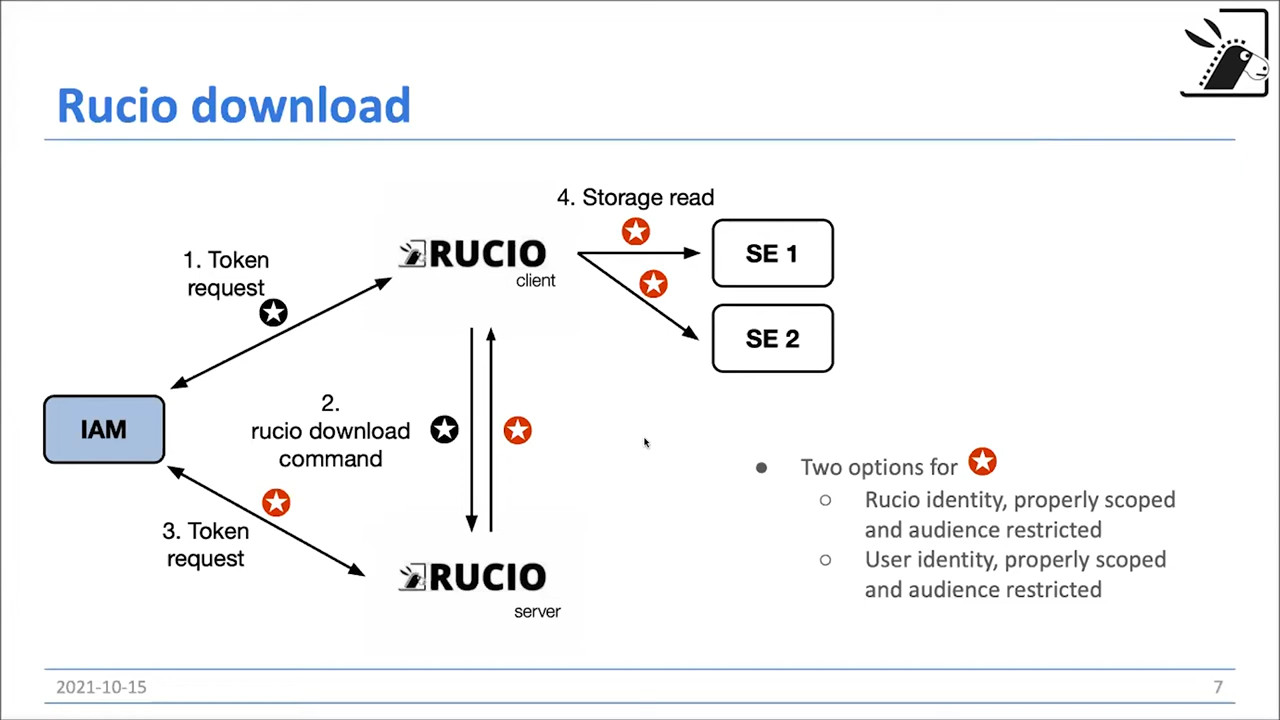 Rucio download
4. Storage read
1. Token
request
RUCIO
client
SE 1
SE 2
IAM
2.
rucio download
command
3. Token
request
RUCIO
server
● Two options for
○ Rucio identity, properly scoped
and audience restricted
○ User identity, properly scoped
and audience restricted
2021-10-15
7